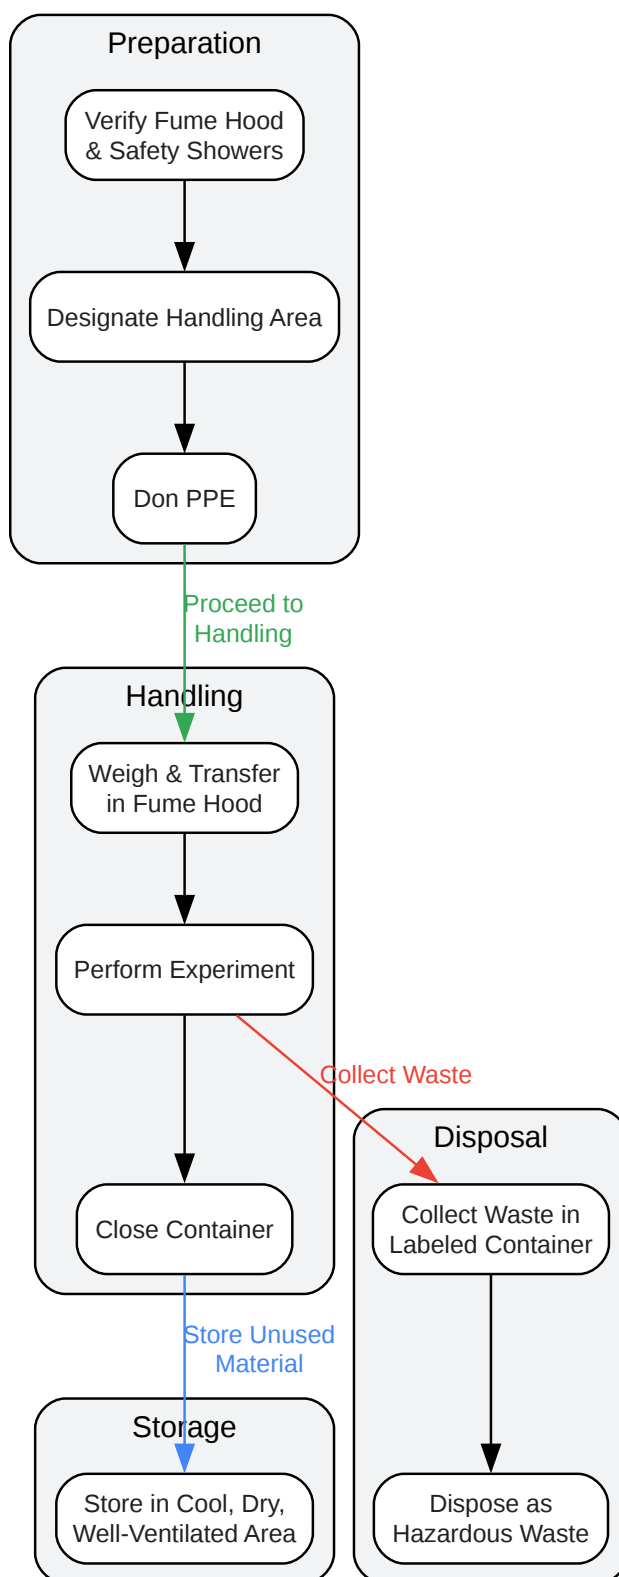 Preparation
Verify Fume Hood
& Safety Showers
Designate Handling Area
Don PPE
Proceed to
Handling
Handling
Weigh & Transfer
in Fume Hood
Perform Experiment
Collect Waste
Disposal
Close Container
Collect Waste in
Labeled Container
Store Unused
Material
Storage
Store in Cool, Dry,
Well-Ventilated Area
Dispose as
Hazardous Waste